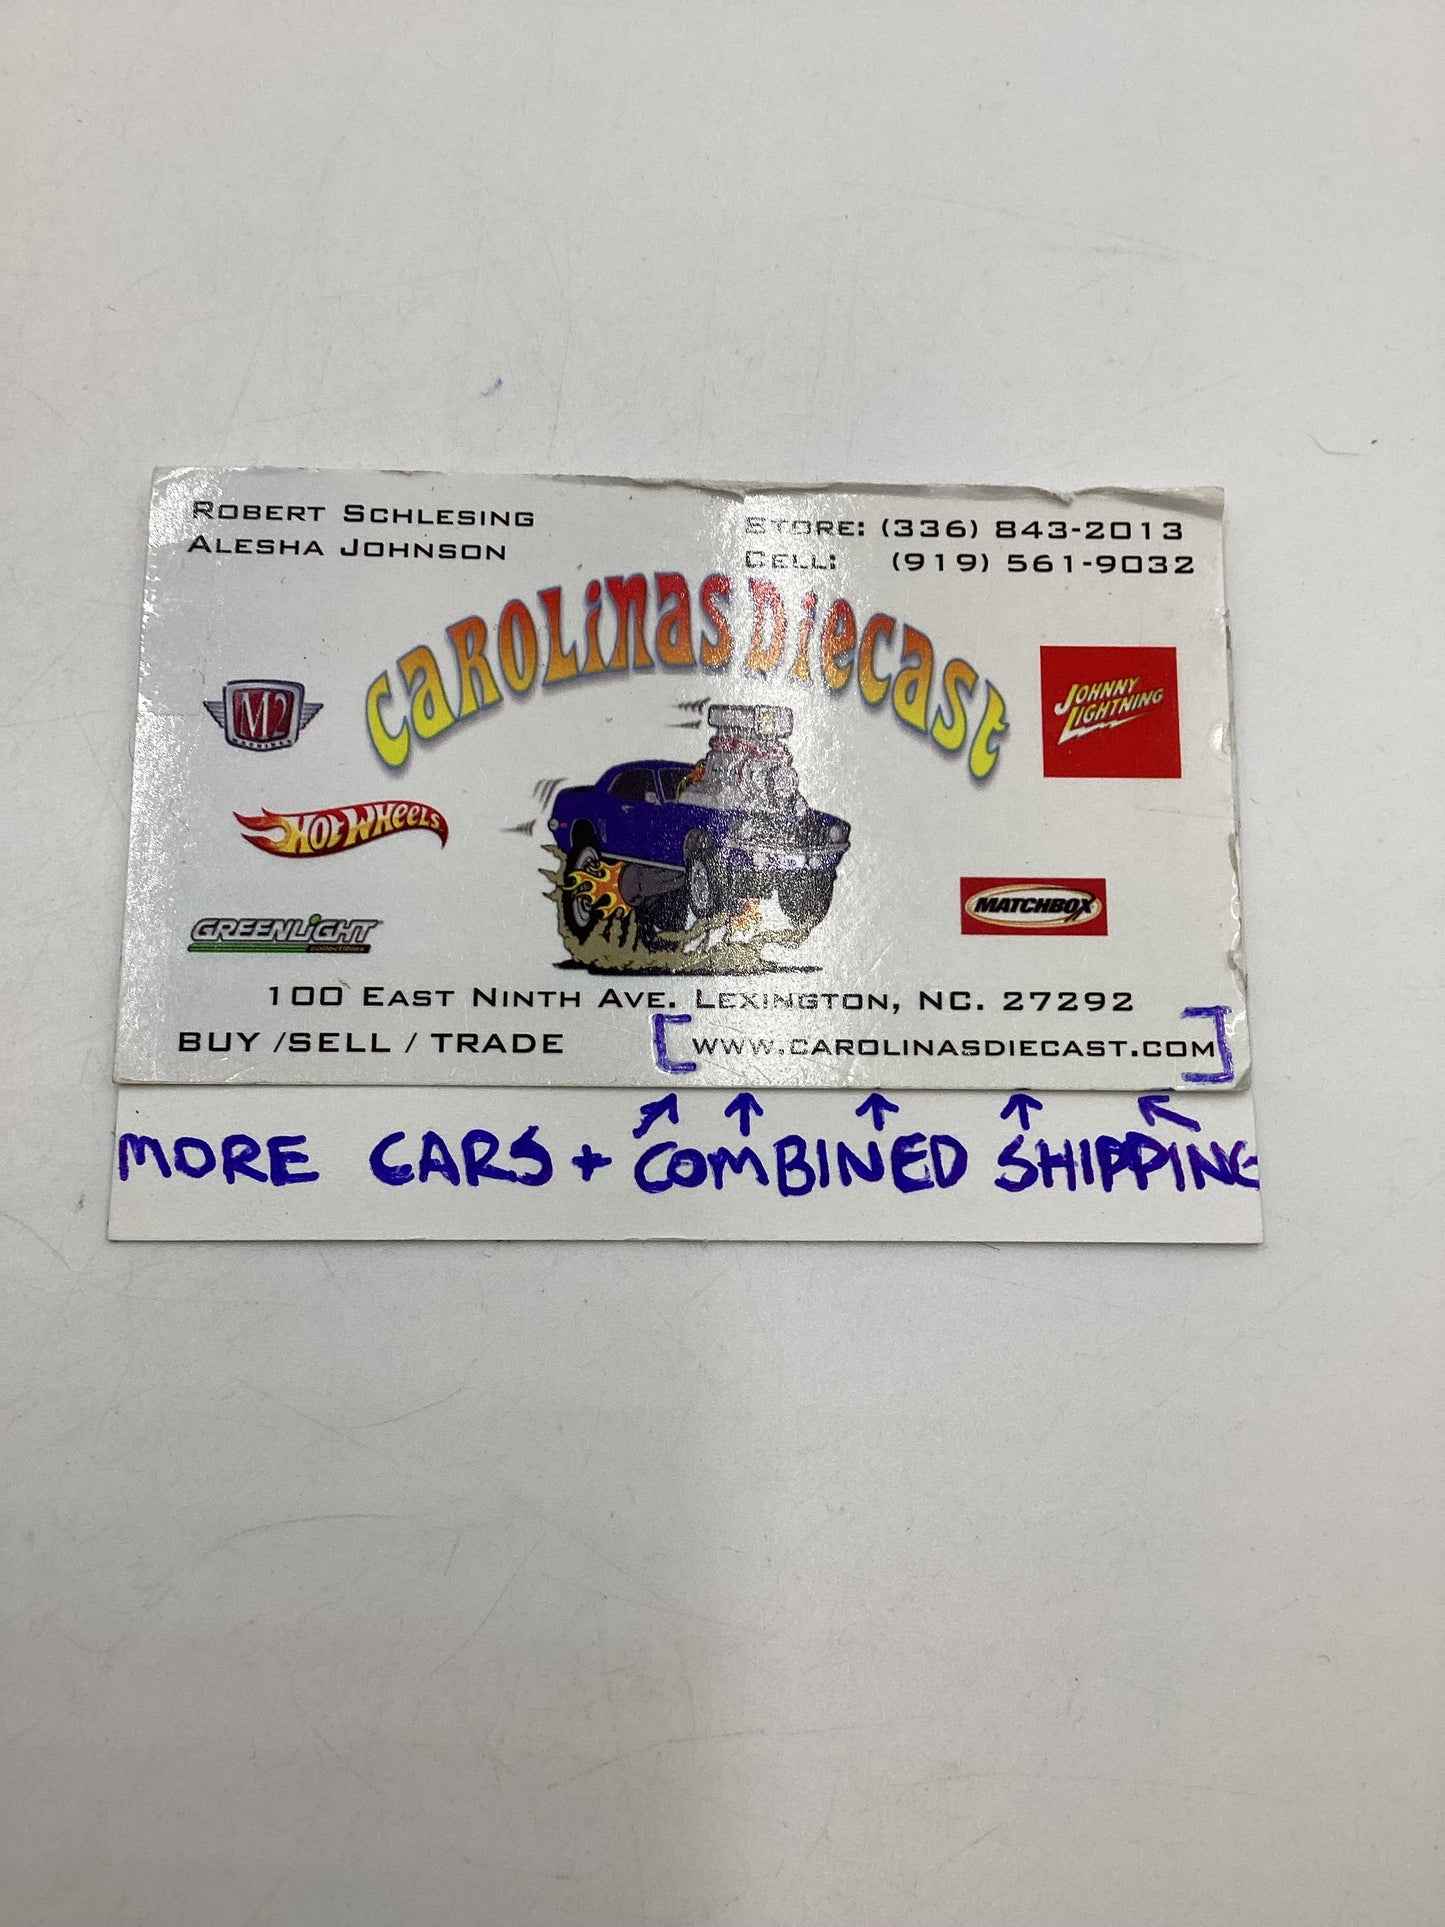 ROBERT SCHLESING
ALESHA JOHNSON
STORE: (336) 843-2013
CELL: (919) 561-9032
CAROLINAS DIECAST
M2
MACHINES
JOHNNY
LIGHTNING
HOT WHEELS
MATCHBOX
GREENLIGHT
collectibles
100 EAST NINTH AVE. LEXINGTON, NC. 27292
BUY /SELL / TRADE
[WWW.CAROLINASDIECAST.COM]
MORE CARS + COMBINED SHIPPING